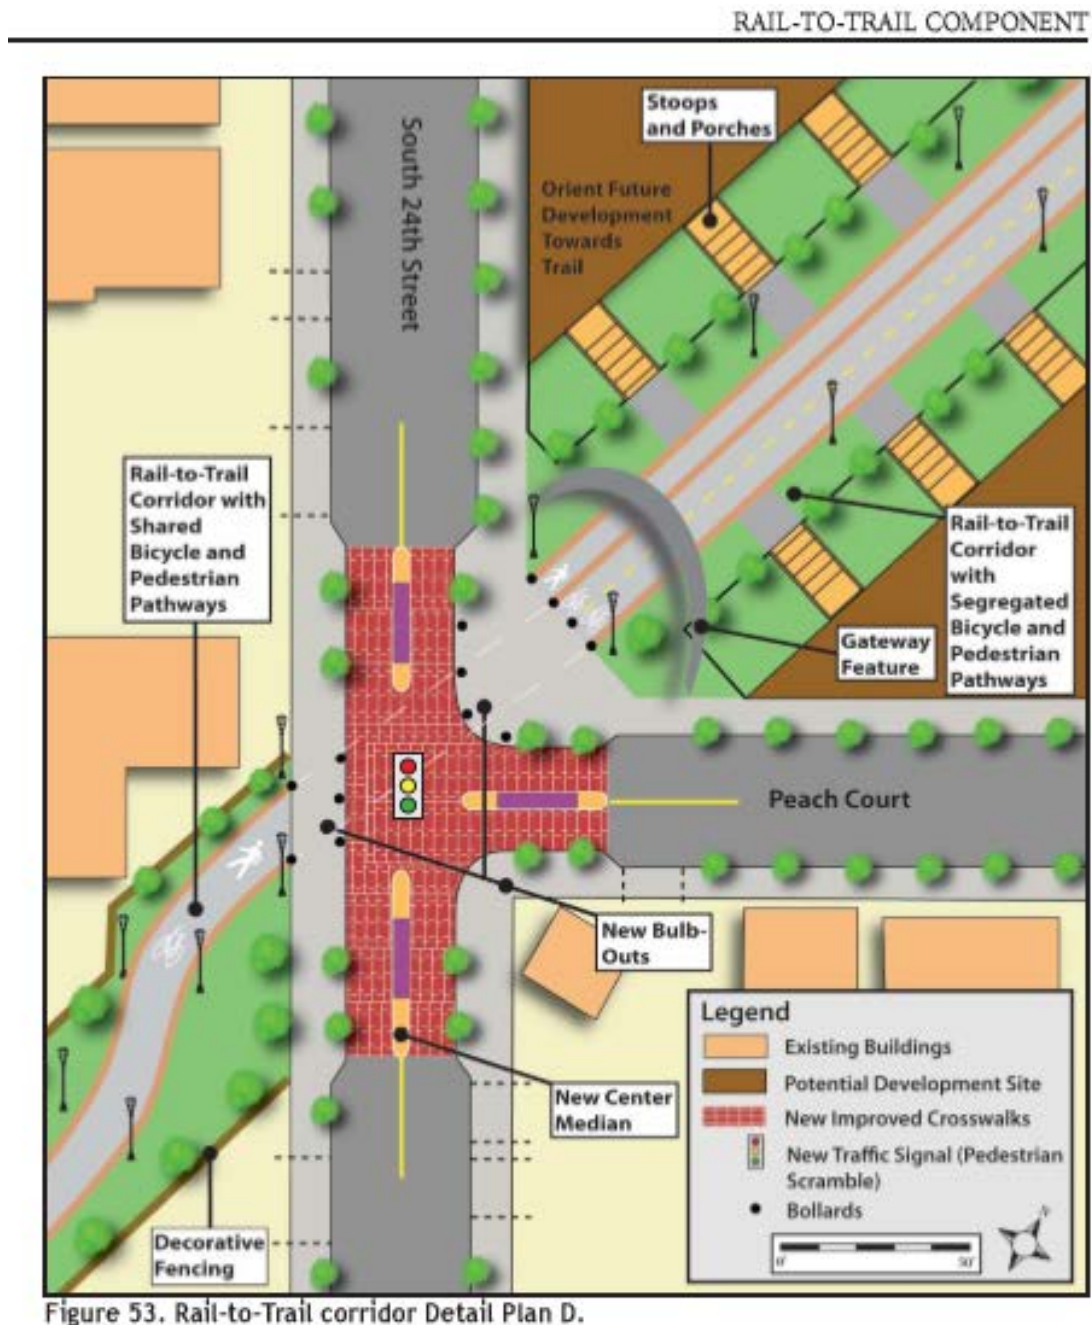 RAIL-TO-TRAIL COMPONENT
South 24th Street
Stoops
and Porches
Orient Future
Development
Towards
Trail
Rail-to-Trail
Corridor with
Shared
Bicycle and
Pedestrian
Pathways
Rail-to-Trail
Corridor
with
Segregated
Bicycle and
Pedestrian
Pathways
Gateway
Feature
Peach Court
New Bulb-
Outs
New Center
Median
Decorative
Fencing
Legend
Existing Buildings
Potential Development Site
New Improved Crosswalks
New Traffic Signal (Pedestrian
Scramble)
Bollards
N
0'
50'
Figure 53. Rail-to-Trail corridor Detail Plan D.